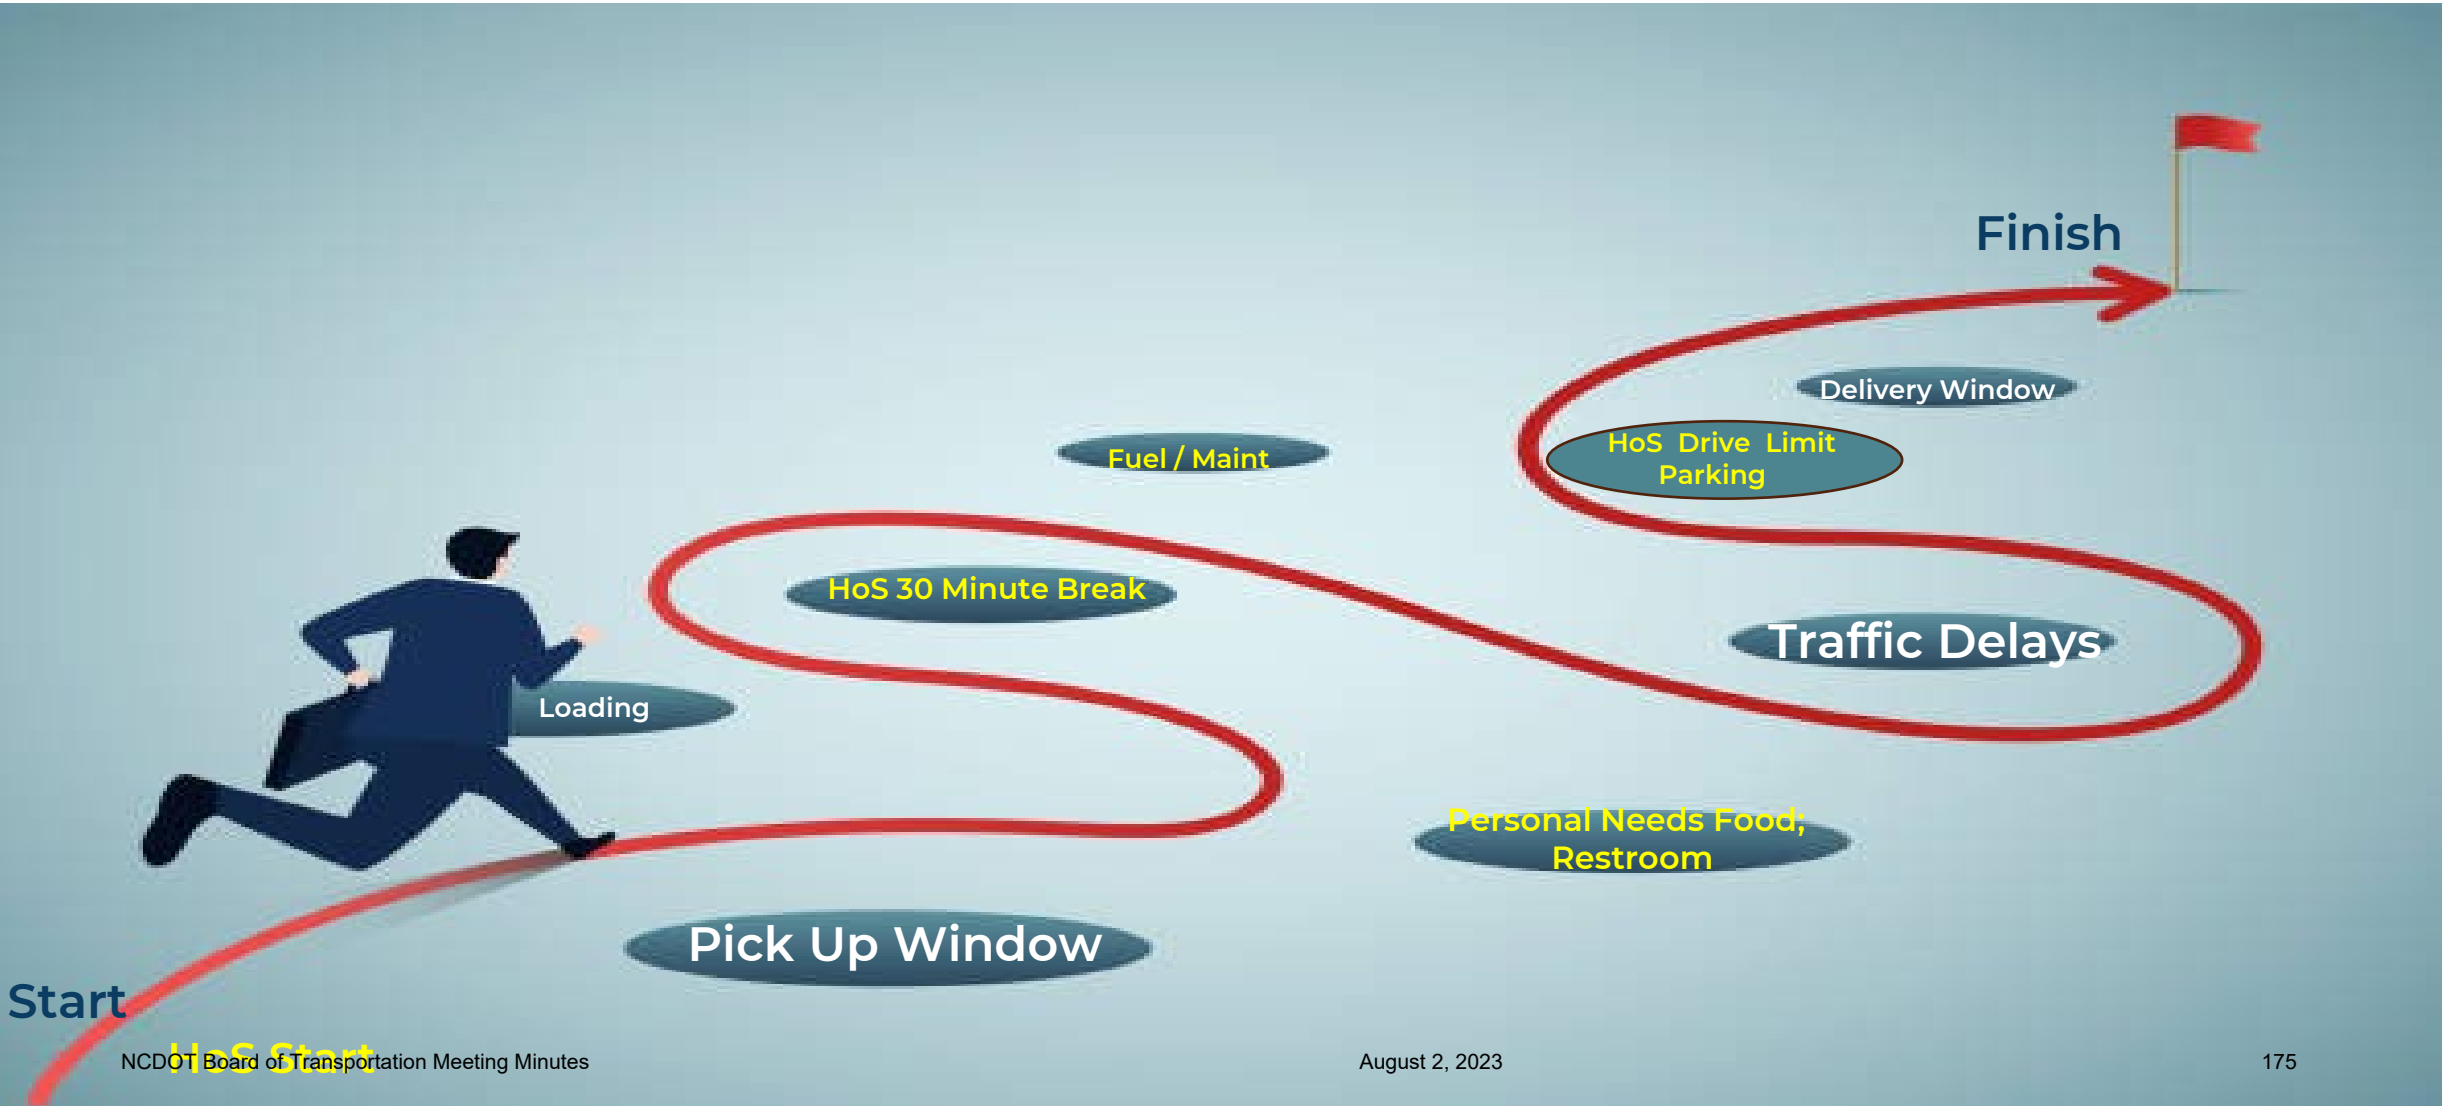 Finish
Delivery Window
HoS Drive Limit
Parking
Fuel / Maint
HoS 30 Minute Break
Traffic Delays
Loading
Personal Needs Food;
Restroom
Pick Up Window
Start
HoS Start
NCDOT Board of Transportation Meeting Minutes
August 2, 2023
175